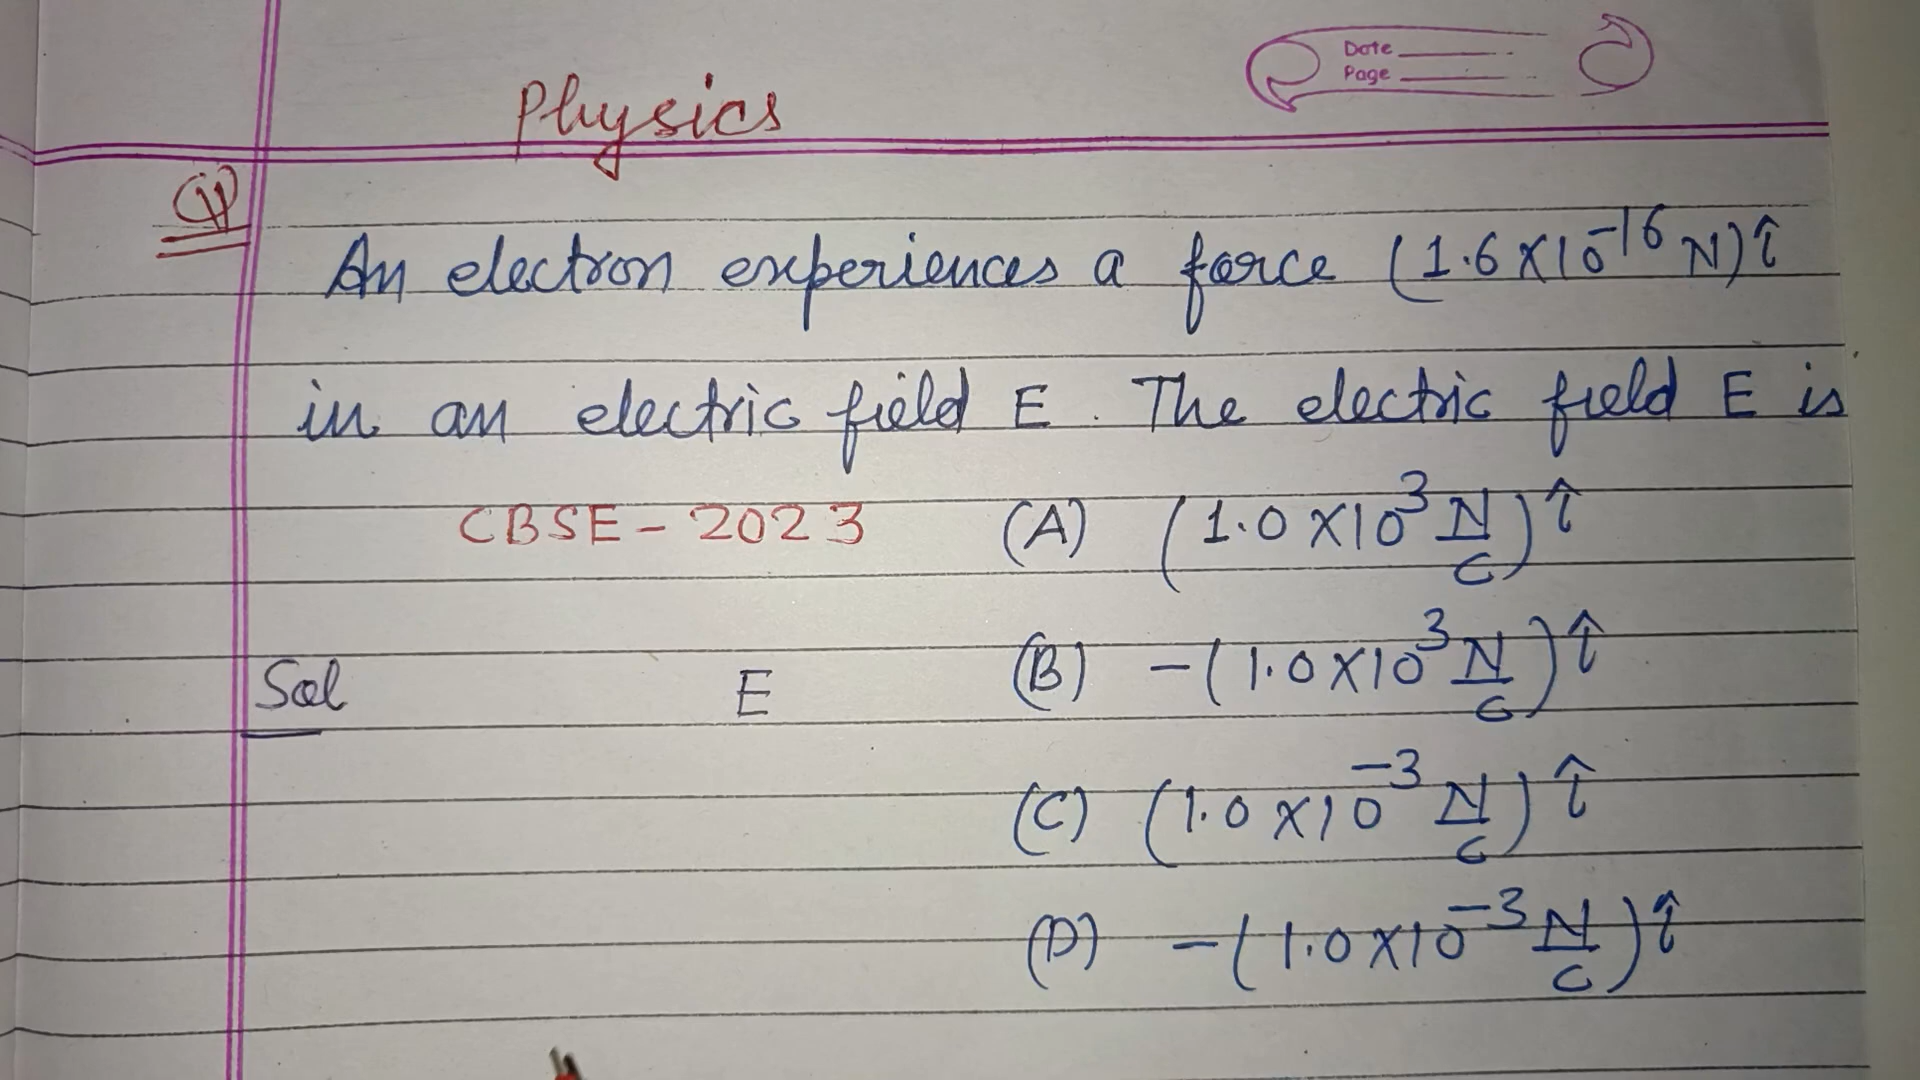 Date
Page
Physics
Q
An electron experiences a force (1.6×10⁻¹⁶ N) î
in an electric field E. The electric field E is
CBSE - 2023 (A) (1.0×10³ N/C) î
Sol E (B) -(1.0×10³ N/C) î
(C) (1.0×10⁻³ N/C) î
(D) -(1.0×10⁻³ N/C) î